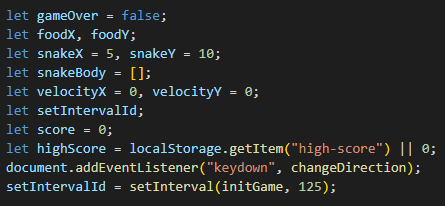 let gameOver = false;
let foodX, foodY;
let snakeX = 5, snakeY = 10;
let snakeBody = [];
let velocityX = 0, velocityY = 0;
let setIntervalId;
let score = 0;
let highScore = localStorage.getItem("high-score") || 0;
document.addEventListener("keydown", changeDirection);
setIntervalId = setInterval(initGame, 125);